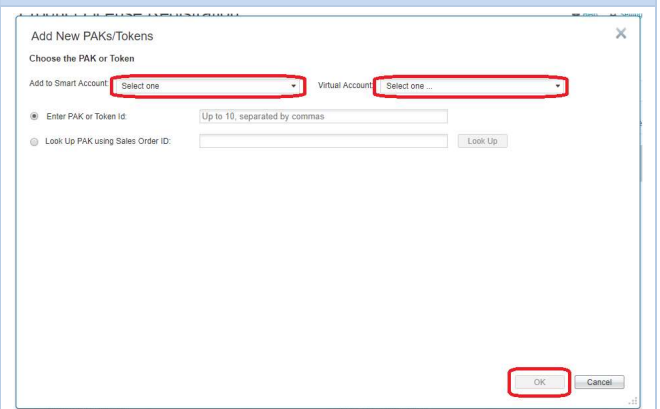 Add New PAKs/Tokens
Choose the PAK or Token
Add to Smart Account: Select one Virtual Account: Select one ...
Enter PAK or Token Id: Up to 10, separated by commas
Look Up PAK using Sales Order ID: Look Up
OK Cancel